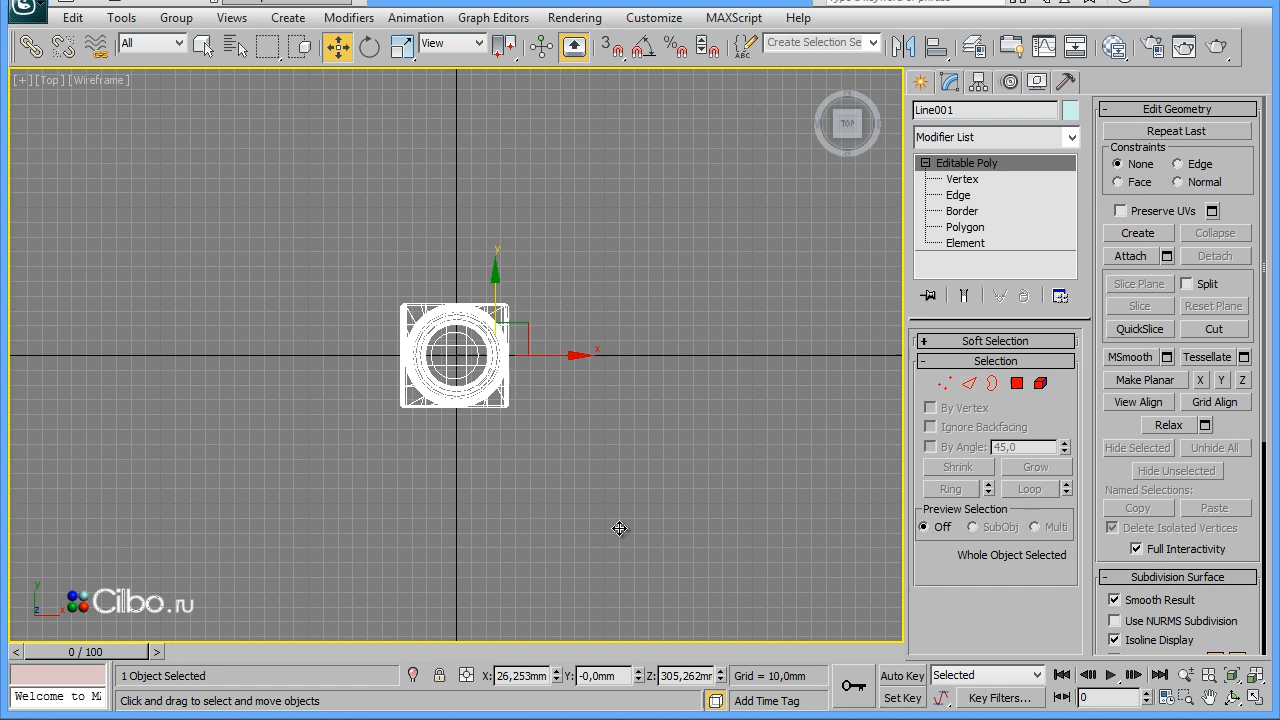 Edit Tools Group Views Create Modifiers Animation Graph Editors Rendering Customize MAXScript Help
All View 3 Create Selection Se
[+] [Top ] [Wireframe ]
TOP
y
x
Cilbo.ru
y
z x
Line001
Modifier List
Editable Poly
Vertex
Edge
Border
Polygon
Element
Soft Selection
Selection
By Vertex
Ignore Backfacing
By Angle: 45,0
Shrink Grow
Ring Loop
Preview Selection
Off SubObj Multi
Whole Object Selected
Edit Geometry
Repeat Last
Constraints
None Edge
Face Normal
Preserve UVs
Create Collapse
Attach Detach
Slice Plane Split
Slice Reset Plane
QuickSlice Cut
MSmooth Tessellate
Make Planar X Y Z
View Align Grid Align
Relax
Hide Selected Unhide All
Hide Unselected
Named Selections:
Copy Paste
Delete Isolated Vertices
Full Interactivity
Subdivision Surface
Smooth Result
Use NURMS Subdivision
Isoline Display
< 0 / 100 >
1 Object Selected X: 26,253mm Y: -0,0mm Z: 305,262mm Grid = 10,0mm Auto Key Selected
Welcome to M Click and drag to select and move objects Add Time Tag Set Key Key Filters... 0